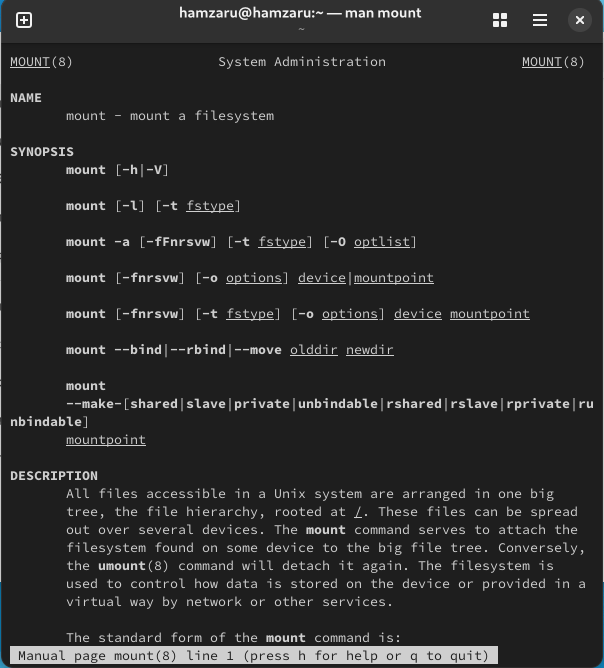 hamzaru@hamzaru:~ — man mount
~
MOUNT(8) System Administration MOUNT(8)
NAME
mount - mount a filesystem
SYNOPSIS
mount [-h|-V]
mount [-l] [-t fstype]
mount -a [-fFnrsvw] [-t fstype] [-O optlist]
mount [-fnrsvw] [-o options] device|mountpoint
mount [-fnrsvw] [-t fstype] [-o options] device mountpoint
mount --bind|--rbind|--move olddir newdir
mount
--make-[shared|slave|private|unbindable|rshared|rslave|rprivate|ru
nbindable]
mountpoint
DESCRIPTION
All files accessible in a Unix system are arranged in one big
tree, the file hierarchy, rooted at /. These files can be spread
out over several devices. The mount command serves to attach the
filesystem found on some device to the big file tree. Conversely,
the umount(8) command will detach it again. The filesystem is
used to control how data is stored on the device or provided in a
virtual way by network or other services.
The standard form of the mount command is:
Manual page mount(8) line 1 (press h for help or q to quit)